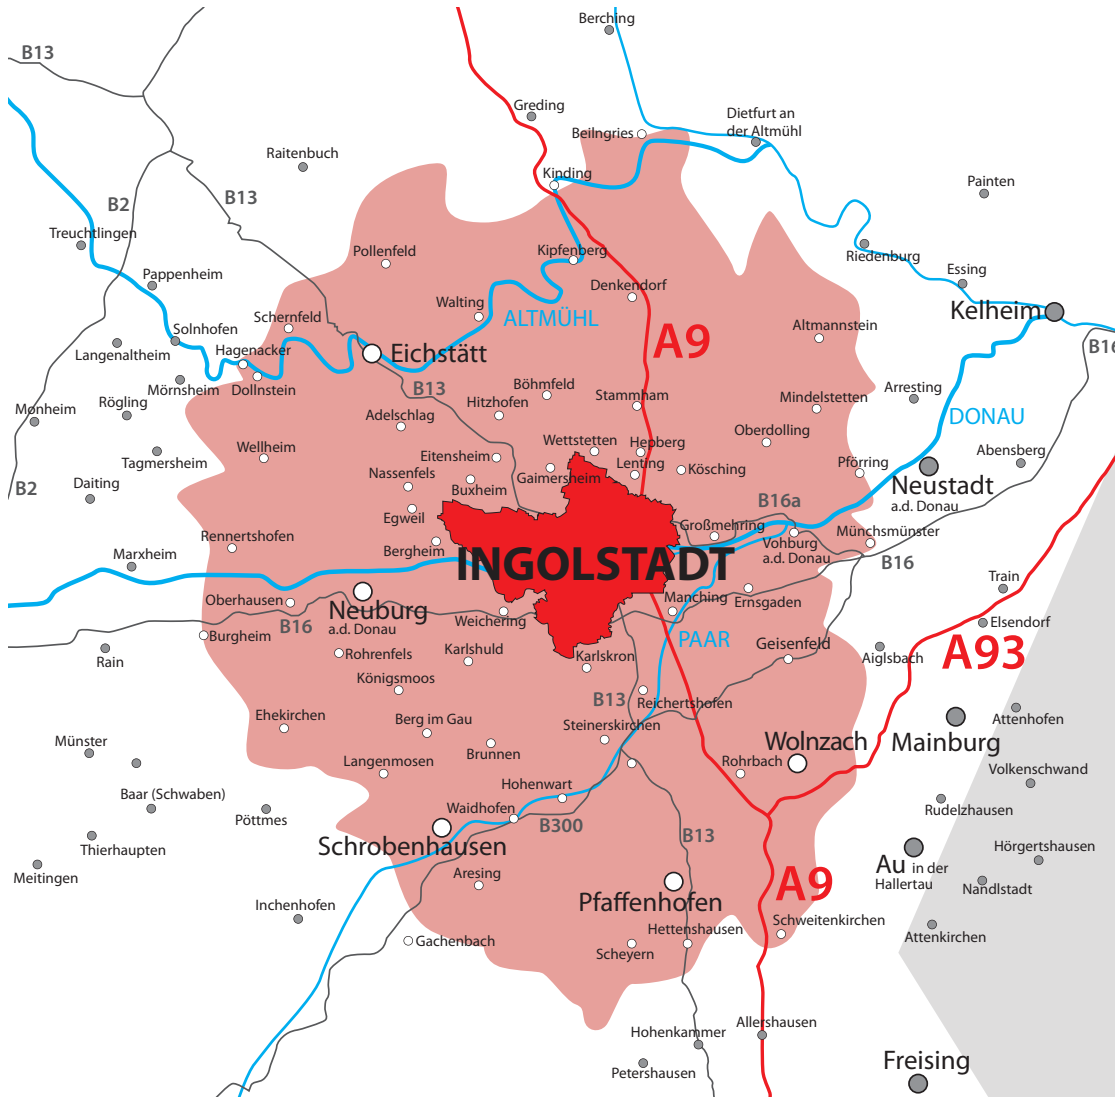 Berching
B13
Greding
Dietfurt an
der Altmühl
Beilngries
Raitenbuch
Kinding
Painten
B13
B2
Treuchtlingen
Pollenfeld
Kipfenberg
Riedenburg
Essing
Pappenheim
Denkendorf
Walting
Kelheim
Schernfeld
ALTMÜHL
Altmannstein
Solnhofen
A9
B16
Langenaltheim
Hagenacker
Eichstätt
Mörnsheim
Dollnstein
B13
Böhmfeld
Stammham
Arresting
Monheim
Rögling
Hitzhofen
Mindelstetten
Adelschlag
DONAU
Oberdolling
Wettstetten
Hepberg
Wellheim
Abensberg
Tagmersheim
Eitensheim
Lenting
Kösching
Pförring
Nassenfels
Gaimersheim
B2
Daiting
Buxheim
Neustadt
a.d. Donau
B16a
Egweil
Großmehring
Rennertshofen
Münchsmünster
Bergheim
Vohburg
a.d. Donau
Marxheim
INGOLSTADT
B16
Train
Oberhausen
Neuburg
a.d. Donau
Manching
Ernsgaden
B16
Weichering
Elsendorf
Burgheim
PAAR
Geisenfeld
A93
Rain
Rohrenfels
Karlshuld
Karlskron
Aiglsbach
Königsmoos
B13
Reichertshofen
Ehekirchen
Berg im Gau
Steinerskirchen
Attenhofen
Münster
Brunnen
Wolnzach
Mainburg
Langenmosen
Rohrbach
Volkenschwand
Hohenwart
Baar (Schwaben)
Pöttmes
Waidhofen
Rudelzhausen
B300
B13
Thierhaupten
Schrobenhausen
Hörgertshausen
Au in der
Hallertau
Meitingen
Aresing
A9
Nandlstadt
Inchenhofen
Pfaffenhofen
Schweitenkirchen
Gachenbach
Hettenshausen
Attenkirchen
Scheyern
Allershausen
Hohenkammer
Freising
Petershausen